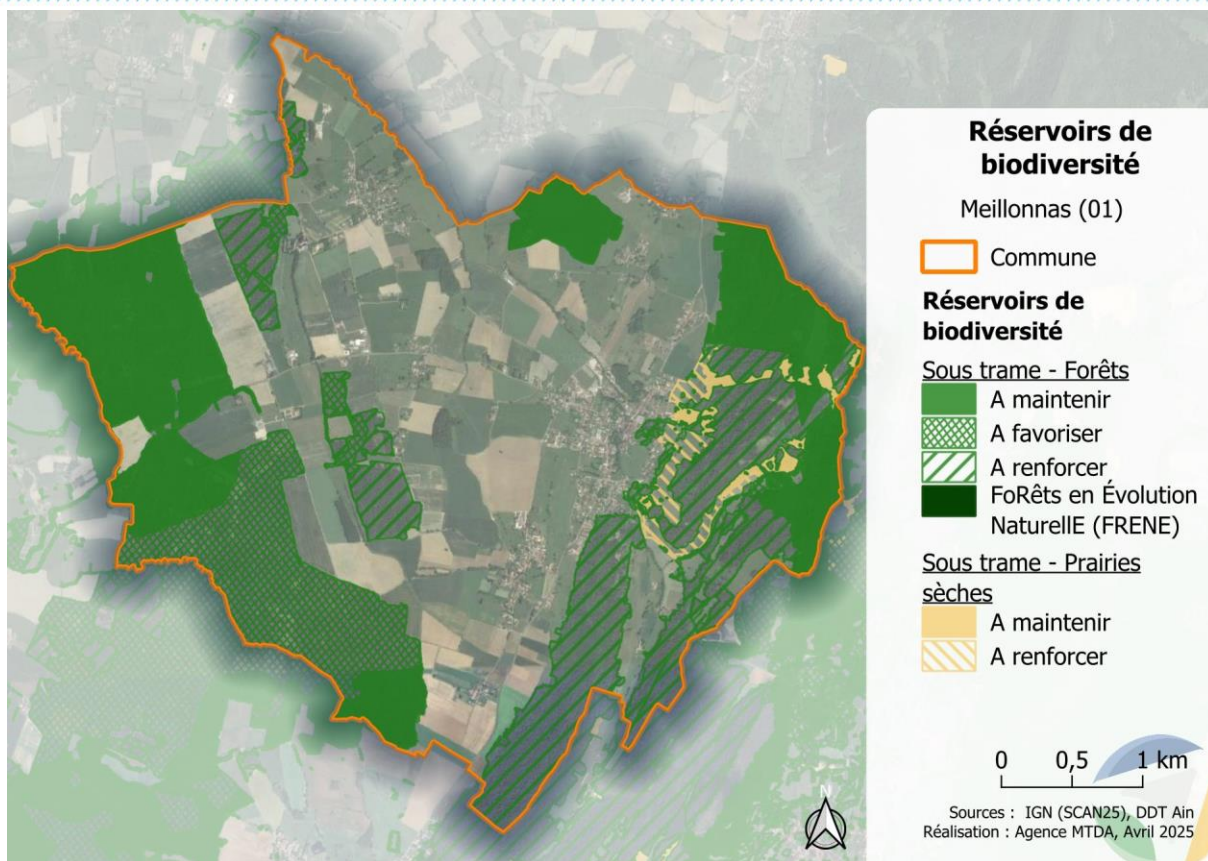 Réservoirs de
biodiversité
Meillonnas (01)
Commune
Réservoirs de
biodiversité
Sous trame - Forêts
A maintenir
A favoriser
A renforcer
FoRêts en Évolution
NaturellE (FRENE)
Sous trame - Prairies
sèches
A maintenir
A renforcer
0 0,5 1 km
N
Sources : IGN (SCAN25), DDT Ain
Réalisation : Agence MTDA, Avril 2025